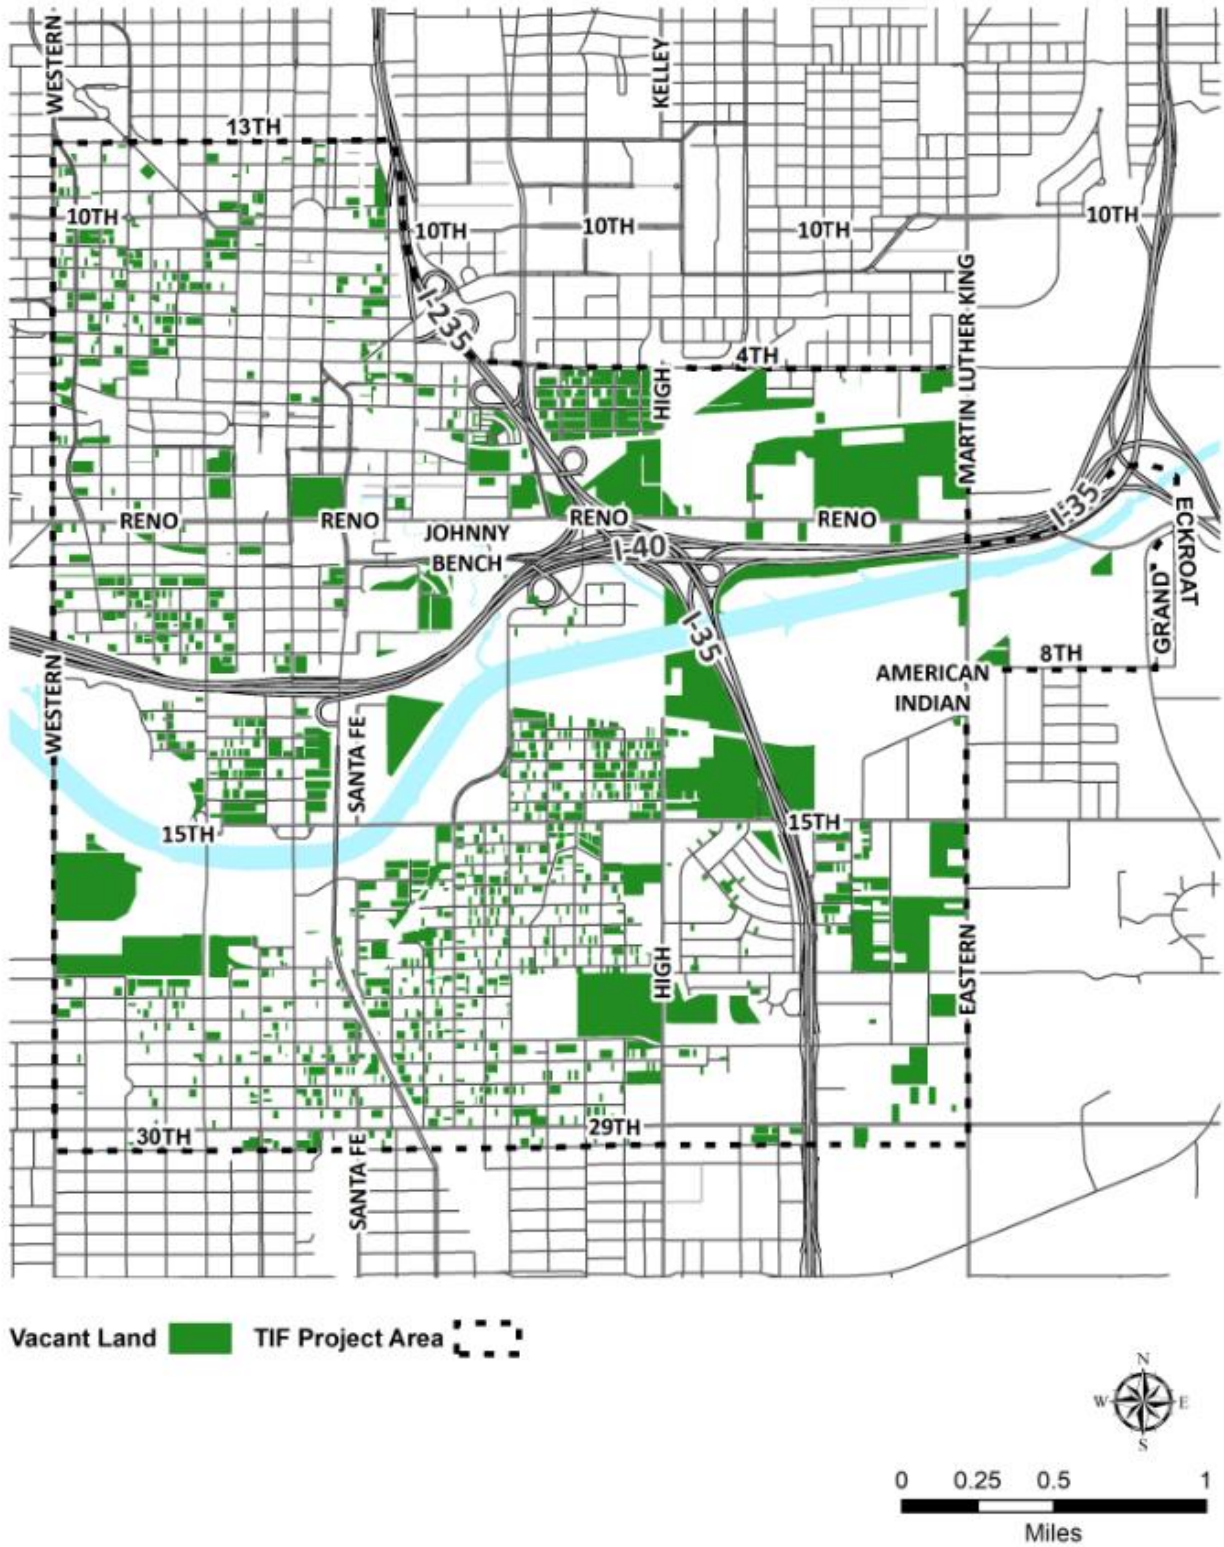 WESTERN
KELLEY
13TH
10TH
10TH
10TH
10TH
10TH
I-235
MARTIN LUTHER KING
4TH
HIGH
RENO
RENO
JOHNNY
BENCH
RENO
RENO
I-40
I-35
ECKROAT
GRAND
I-35
8TH
AMERICAN
INDIAN
WESTERN
SANTA FE
15TH
15TH
HIGH
EASTERN
30TH
29TH
SANTA FE
Vacant Land
TIF Project Area
N
W
E
S
0 0.25 0.5 1
Miles